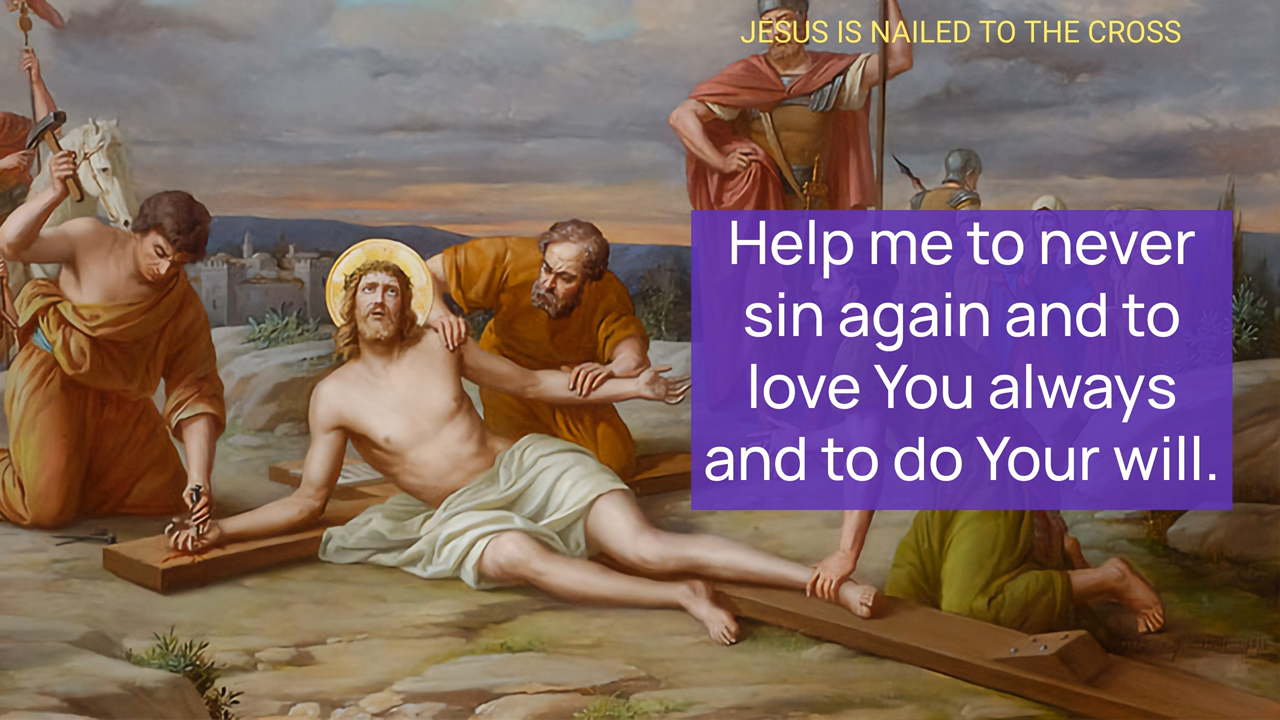 JESUS IS NAILED TO THE CROSS
Help me to never
sin again and to
love You always
and to do Your will.